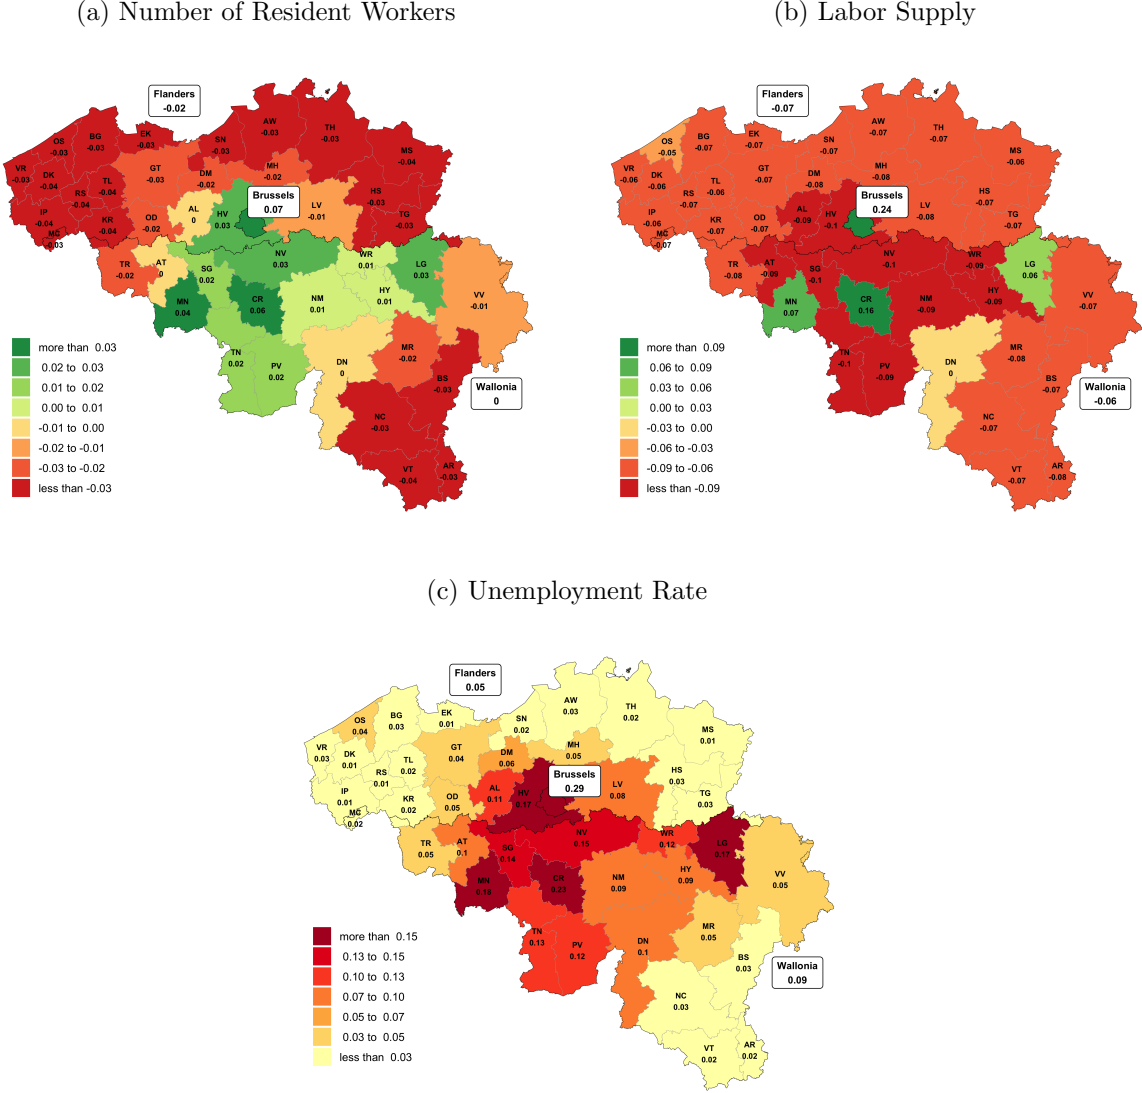 (a) Number of Resident Workers
Flanders
-0.02
OS
-0.03
BG
-0.03
EK
-0.03
SN
-0.03
AW
-0.03
TH
-0.03
MS
-0.04
VR
-0.03
DK
-0.04
TL
-0.04
GT
-0.03
DM
-0.02
MH
-0.02
RS
-0.04
HS
-0.03
Brussels
0.07
LV
-0.01
IP
-0.04
KR
-0.04
OD
-0.02
AL
0
HV
0.03
TG
-0.03
MC
-0.03
TR
-0.02
AT
0
SG
0.02
NV
0.03
WR
0.01
LG
0.03
MN
0.04
CR
0.06
NM
0.01
HY
0.01
VV
-0.01
TN
0.02
PV
0.02
DN
0
MR
-0.02
BS
-0.03
Wallonia
0
NC
-0.03
VT
-0.04
AR
-0.03
more than 0.03
0.02 to 0.03
0.01 to 0.02
0.00 to 0.01
-0.01 to 0.00
-0.02 to -0.01
-0.03 to -0.02
less than -0.03
(b) Labor Supply
Flanders
-0.07
OS
-0.05
BG
-0.07
EK
-0.07
SN
-0.07
AW
-0.07
TH
-0.07
MS
-0.06
VR
-0.06
DK
-0.06
TL
-0.06
GT
-0.07
DM
-0.08
MH
-0.08
RS
-0.07
HS
-0.07
Brussels
0.24
LV
-0.08
IP
-0.06
KR
-0.07
OD
-0.07
AL
-0.09
HV
-0.1
TG
-0.07
MC
-0.07
TR
-0.08
AT
-0.09
SG
-0.1
NV
-0.1
WR
-0.09
LG
0.06
MN
0.07
CR
0.16
NM
-0.09
HY
-0.09
VV
-0.07
TN
-0.1
PV
-0.09
DN
0
MR
-0.08
BS
-0.07
Wallonia
-0.06
NC
-0.07
VT
-0.07
AR
-0.08
more than 0.09
0.06 to 0.09
0.03 to 0.06
0.00 to 0.03
-0.03 to 0.00
-0.06 to -0.03
-0.09 to -0.06
less than -0.09
(c) Unemployment Rate
Flanders
0.05
OS
0.04
BG
0.03
EK
0.01
SN
0.02
AW
0.03
TH
0.02
MS
0.01
VR
0.03
DK
0.01
TL
0.02
GT
0.04
DM
0.06
MH
0.05
RS
0.01
HS
0.03
Brussels
0.29
LV
0.08
IP
0.01
KR
0.02
OD
0.05
AL
0.11
HV
0.17
TG
0.03
MC
0.02
TR
0.05
AT
0.1
SG
0.14
NV
0.15
WR
0.12
LG
0.17
MN
0.18
CR
0.23
NM
0.09
HY
0.09
VV
0.05
TN
0.13
PV
0.12
DN
0.1
MR
0.05
BS
0.03
Wallonia
0.09
NC
0.03
VT
0.02
AR
0.02
more than 0.15
0.13 to 0.15
0.10 to 0.13
0.07 to 0.10
0.05 to 0.07
0.03 to 0.05
less than 0.03